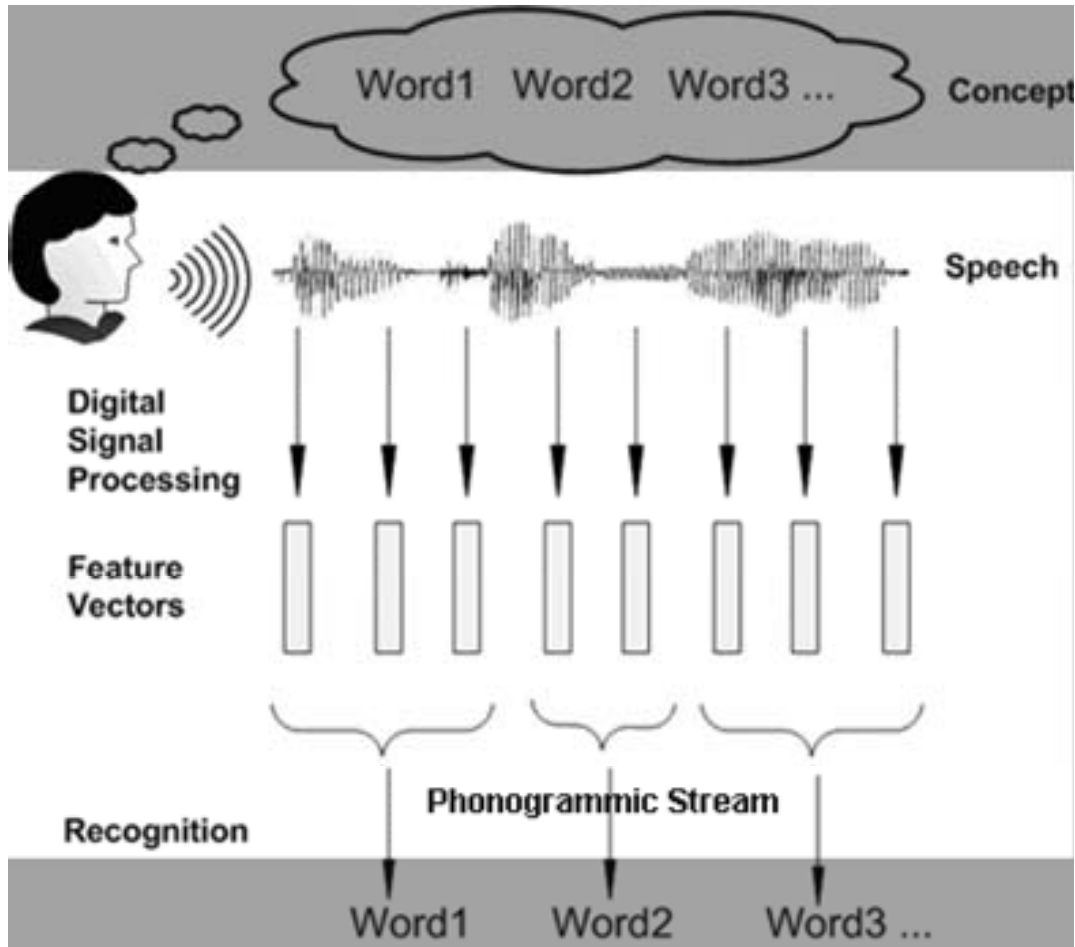 Word1 Word2 Word3 ...
Concept
Speech
Digital
Signal
Processing
Feature
Vectors
Phonogrammic Stream
Recognition
Word1 Word2 Word3 ...